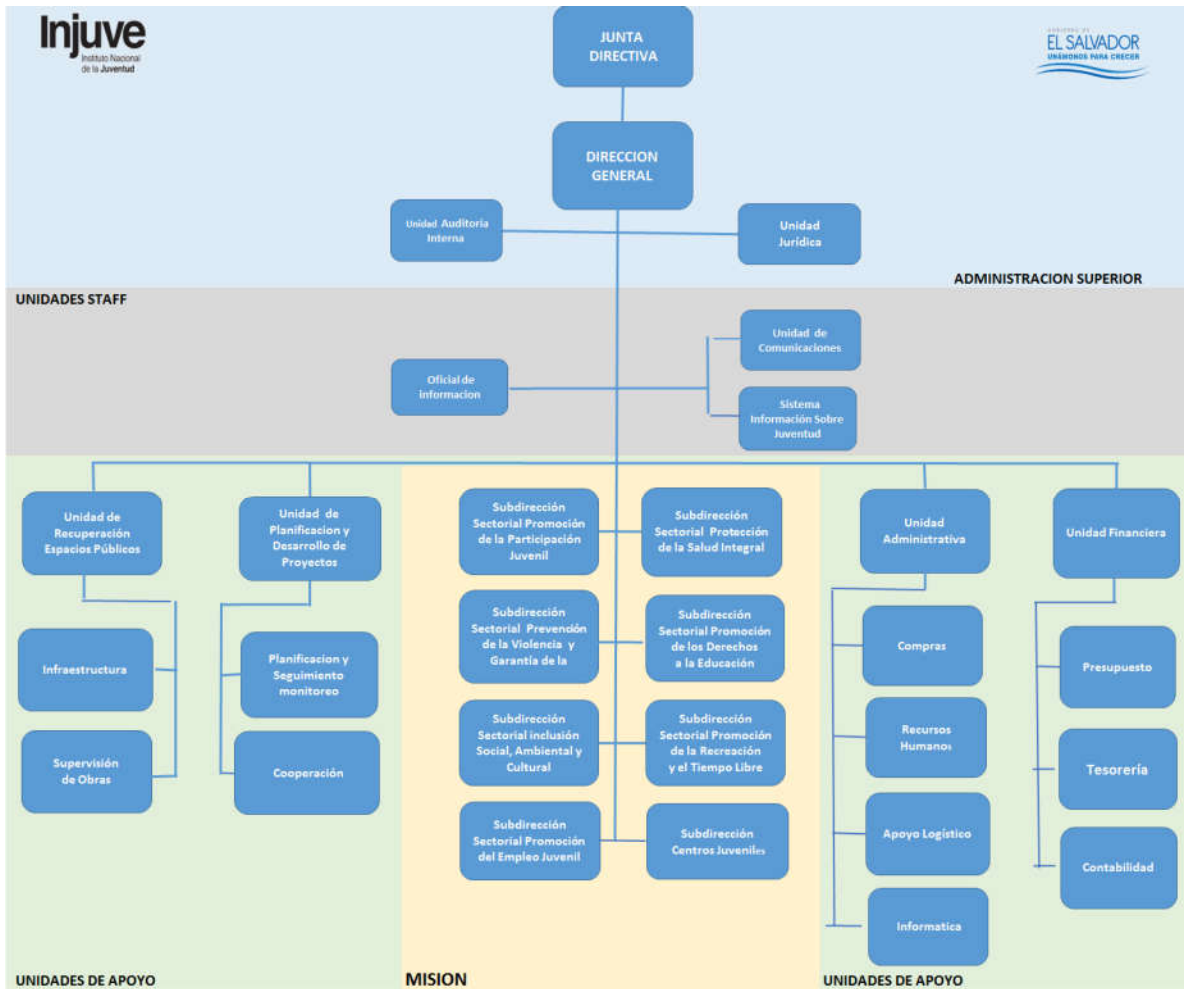 Injuve
Instituto Nacional
de la Juventud
GOBIERNO DE
EL SALVADOR
UNÁMONOS PARA CRECER
JUNTA
DIRECTIVA
DIRECCION
GENERAL
Unidad Auditoria
Interna
Unidad
Jurídica
ADMINISTRACION SUPERIOR
UNIDADES STAFF
Unidad de
Comunicaciones
Oficial de
informacion
Sistema
Información Sobre
Juventud
Unidad de
Recuperación
Espacios Públicos
Unidad de
Planificacion y
Desarrollo de
Proyectos
Infraestructura
Planificacion y
Seguimiento
monitoreo
Supervisión
de Obras
Cooperación
UNIDADES DE APOYO
Subdirección
Sectorial Promoción
de la Participación
Juvenil
Subdirección
Sectorial Protección
de la Salud Integral
Subdirección
Sectorial Prevención
de la Violencia y
Garantía de la
Subdirección
Sectorial Promoción
de los Derechos
a la Educación
Subdirección
Sectorial inclusión
Social, Ambiental y
Cultural
Subdirección
Sectorial Promoción
de la Recreación
y el Tiempo Libre
Subdirección
Sectorial Promoción
del Empleo Juvenil
Subdirección
Centros Juveniles
MISION
Unidad
Administrativa
Unidad Financiera
Compras
Presupuesto
Recursos
Humanos
Tesorería
Apoyo Logístico
Contabilidad
Informatica
UNIDADES DE APOYO